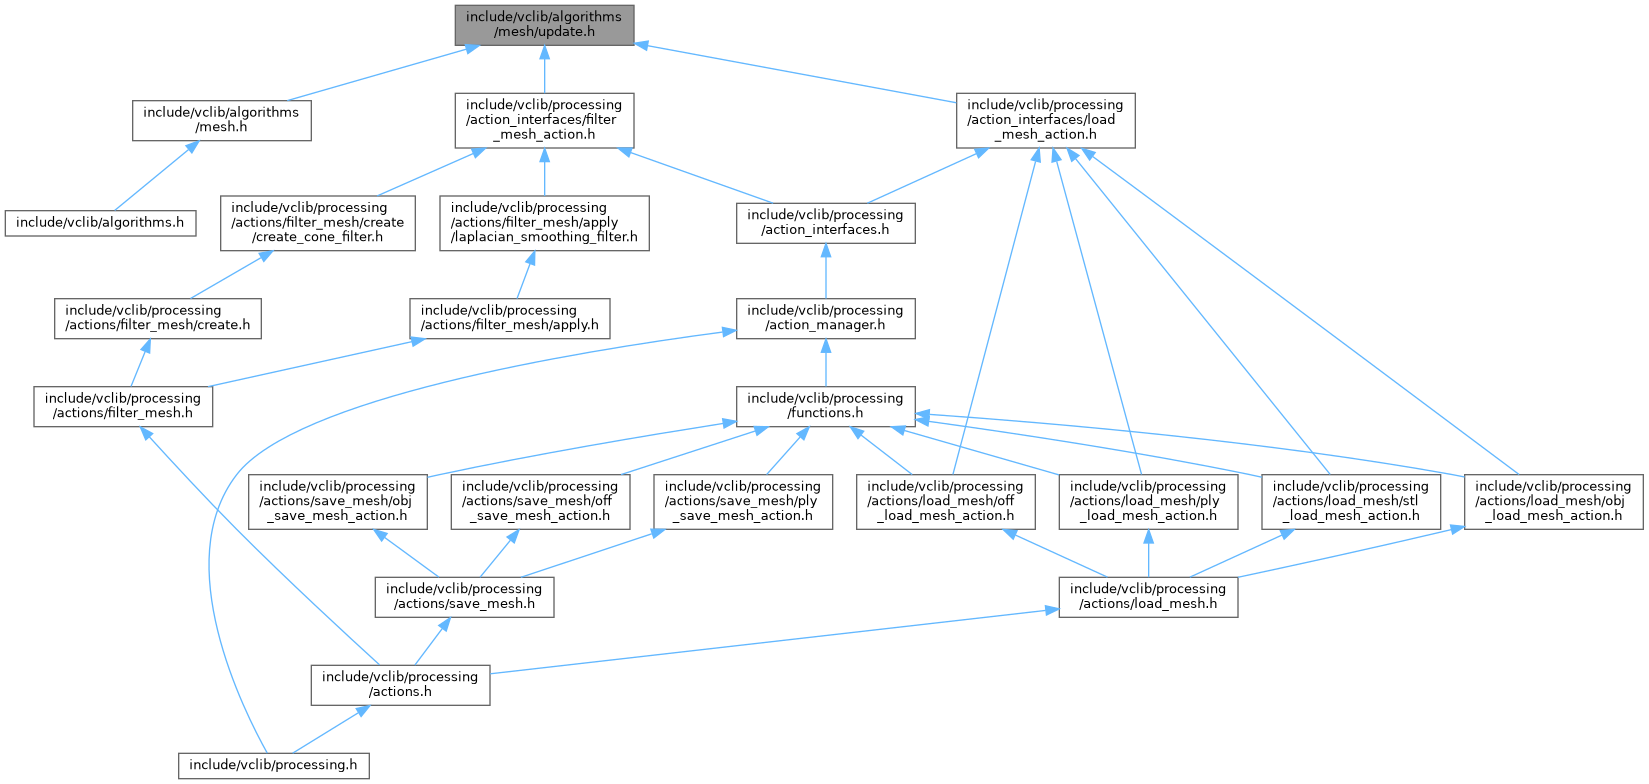 include/vclib/algorithms
/mesh/update.h
include/vclib/algorithms
/mesh.h
include/vclib/processing
/action_interfaces/filter
_mesh_action.h
include/vclib/processing
/action_interfaces/load
_mesh_action.h
include/vclib/algorithms.h
include/vclib/processing
/actions/filter_mesh/create
/create_cone_filter.h
include/vclib/processing
/actions/filter_mesh/apply
/laplacian_smoothing_filter.h
include/vclib/processing
/action_interfaces.h
include/vclib/processing
/actions/filter_mesh/create.h
include/vclib/processing
/actions/filter_mesh/apply.h
include/vclib/processing
/action_manager.h
include/vclib/processing
/actions/filter_mesh.h
include/vclib/processing
/functions.h
include/vclib/processing
/actions/save_mesh/obj
_save_mesh_action.h
include/vclib/processing
/actions/save_mesh/off
_save_mesh_action.h
include/vclib/processing
/actions/save_mesh/ply
_save_mesh_action.h
include/vclib/processing
/actions/load_mesh/off
_load_mesh_action.h
include/vclib/processing
/actions/load_mesh/ply
_load_mesh_action.h
include/vclib/processing
/actions/load_mesh/stl
_load_mesh_action.h
include/vclib/processing
/actions/load_mesh/obj
_load_mesh_action.h
include/vclib/processing
/actions/save_mesh.h
include/vclib/processing
/actions/load_mesh.h
include/vclib/processing
/actions.h
include/vclib/processing.h